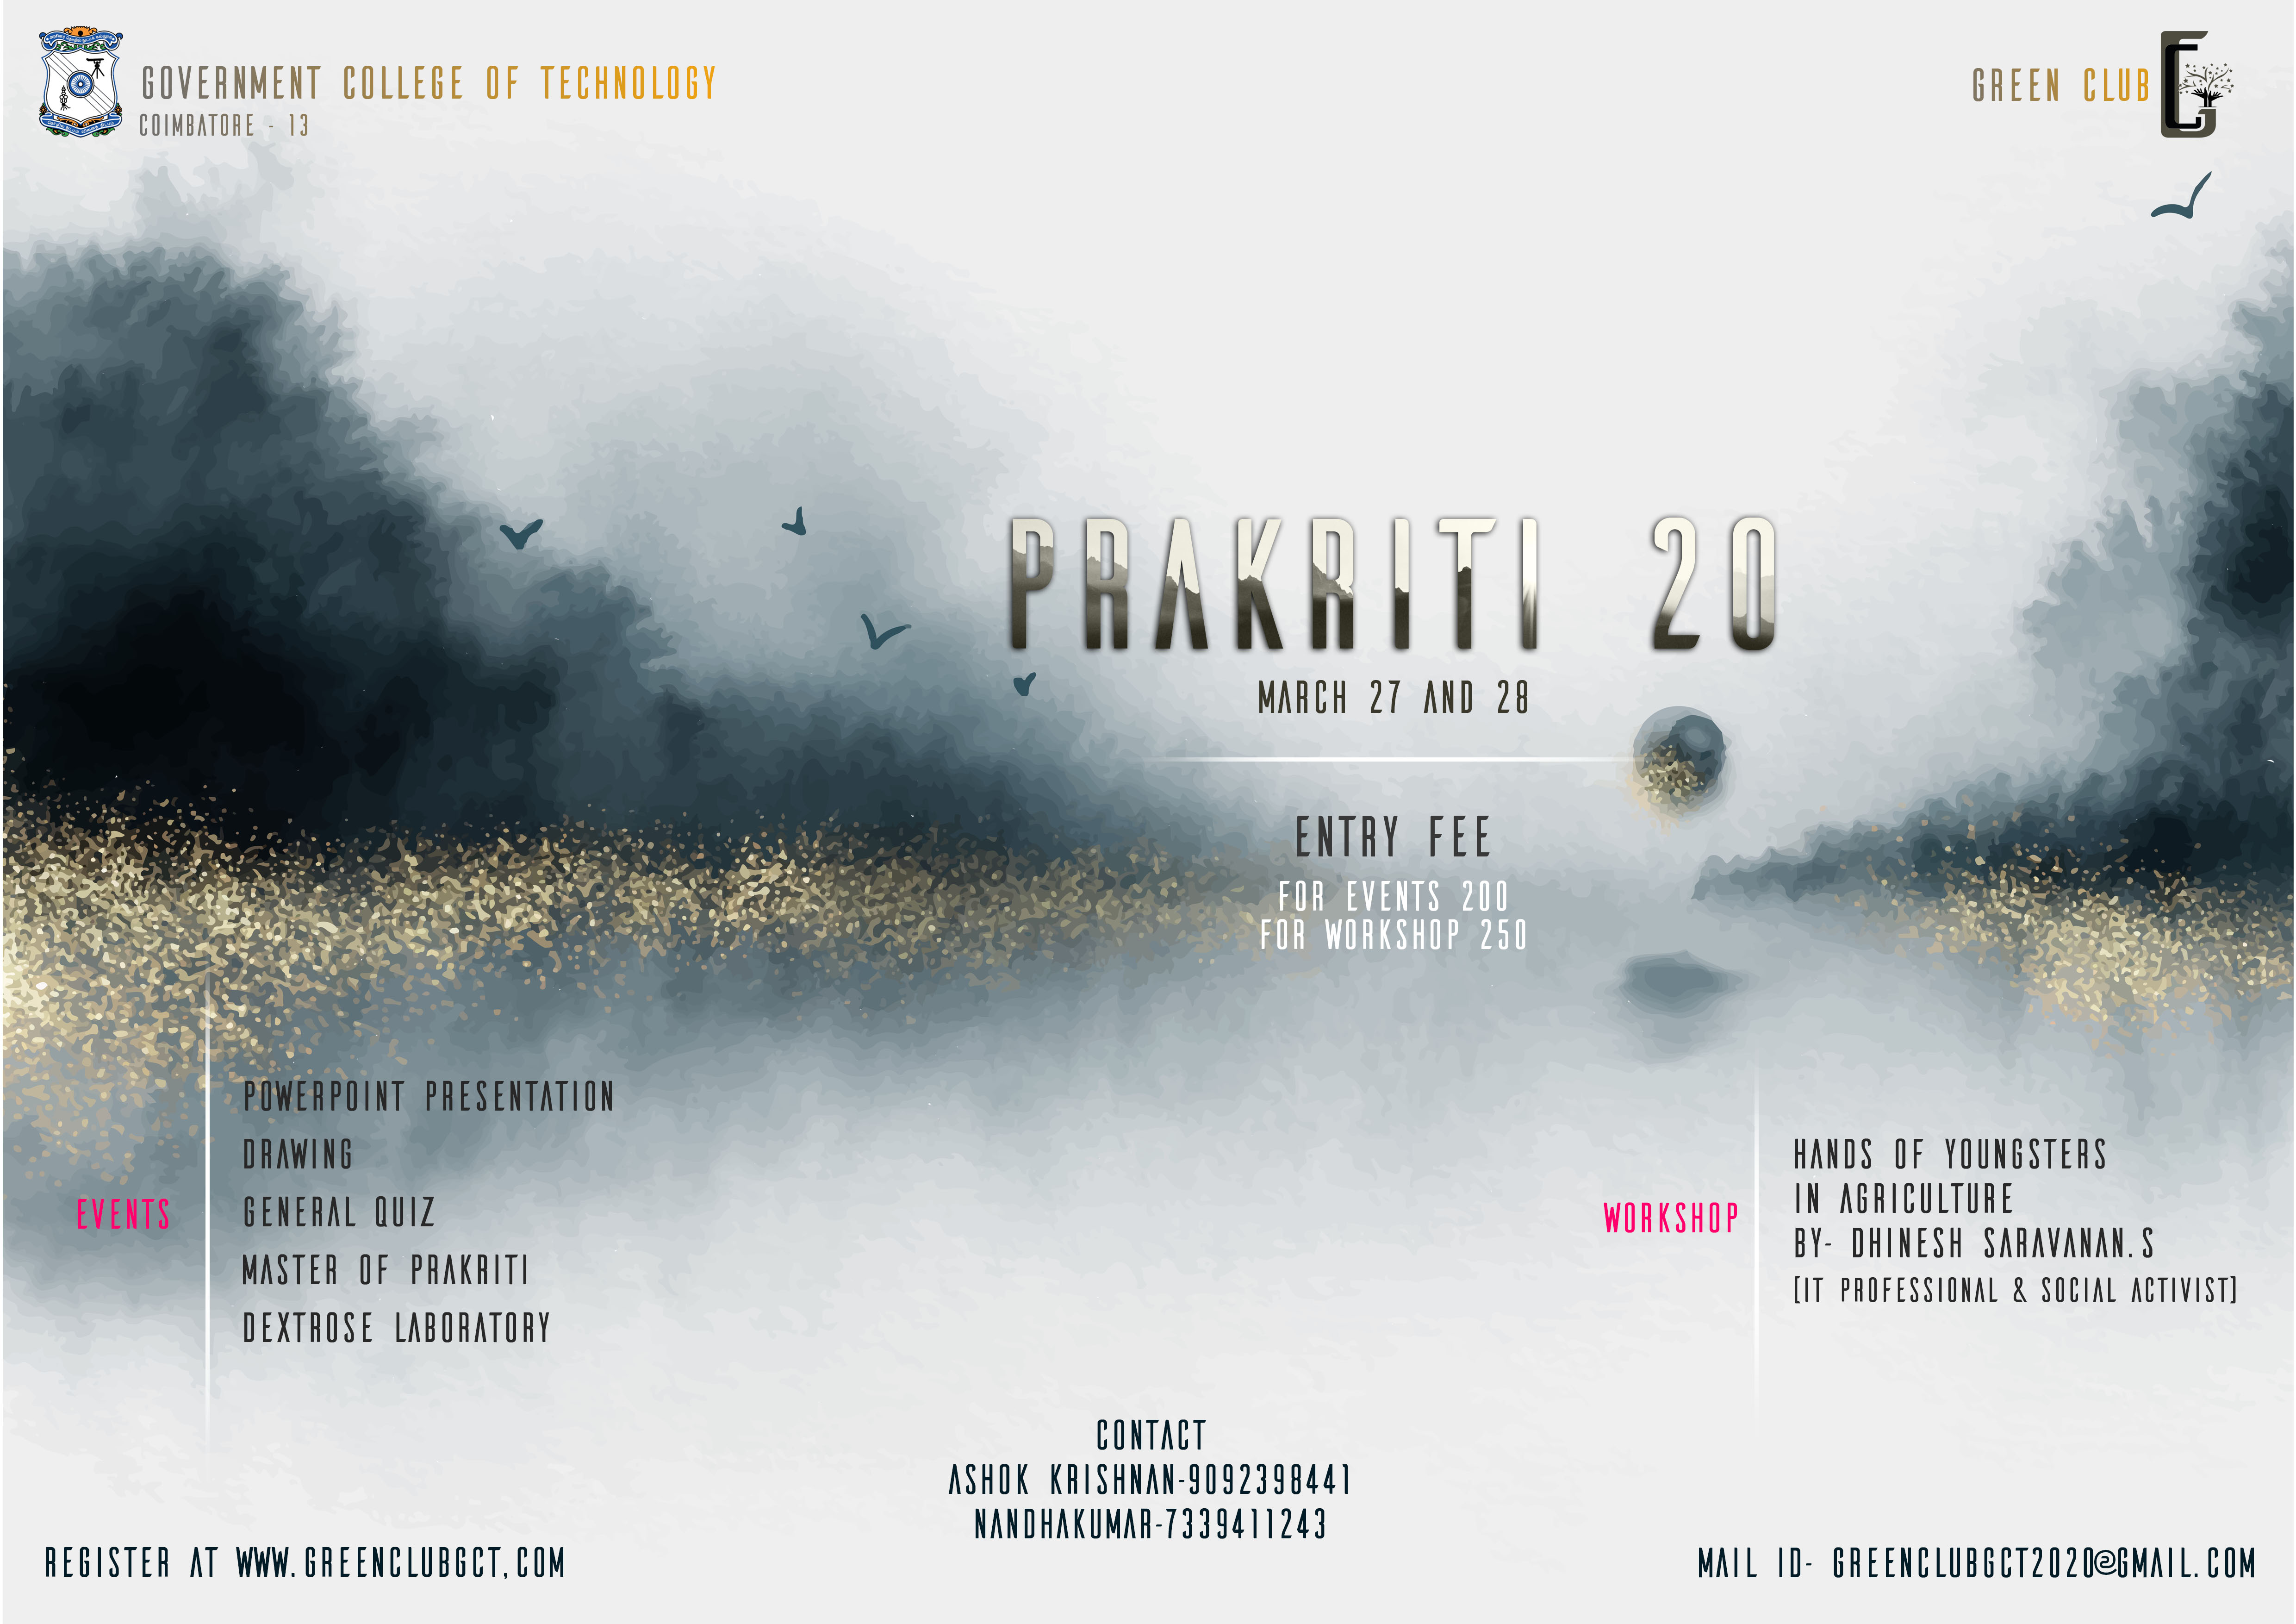 GOVERNMENT COLLEGE OF TECHNOLOGY
COIMBATORE - 13
GREEN CLUB
PRAKRITI 20
MARCH 27 AND 28
ENTRY FEE
FOR EVENTS 200
FOR WORKSHOP 250
EVENTS
POWERPOINT PRESENTATION
DRAWING
GENERAL QUIZ
MASTER OF PRAKRITI
DEXTROSE LABORATORY
WORKSHOP
HANDS OF YOUNGSTERS
IN AGRICULTURE
BY- DHINESH SARAVANAN.S
[IT PROFESSIONAL & SOCIAL ACTIVIST]
CONTACT
ASHOK KRISHNAN-9092398441
NANDHAKUMAR-7339411243
REGISTER AT WWW.GREENCLUBGCT,COM
MAIL ID- GREENCLUBGCT2020@GMAIL.COM